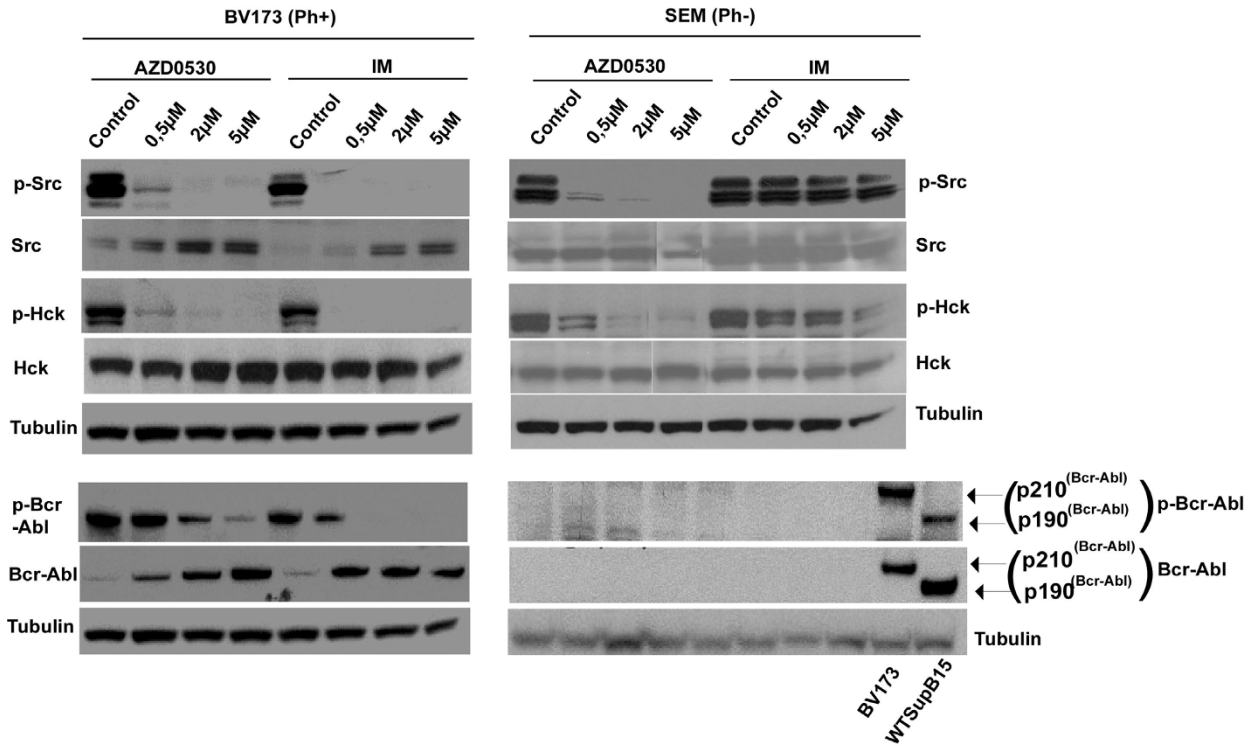 BV173 (Ph+)
SEM (Ph-)
AZD0530
IM
AZD0530
IM
Control
0,5µM
2µM
5µM
Control
0,5µM
2µM
5µM
Control
0,5µM
2µM
5µM
Control
0,5µM
2µM
5µM
p-Src
p-Src
Src
Src
p-Hck
p-Hck
Hck
Hck
Tubulin
Tubulin
p-Bcr
-Abl
(p210(Bcr-Abl)
p190(Bcr-Abl)) p-Bcr-Abl
Bcr-Abl
(p210(Bcr-Abl)
p190(Bcr-Abl)) Bcr-Abl
Tubulin
Tubulin
BV173
WTSupB15